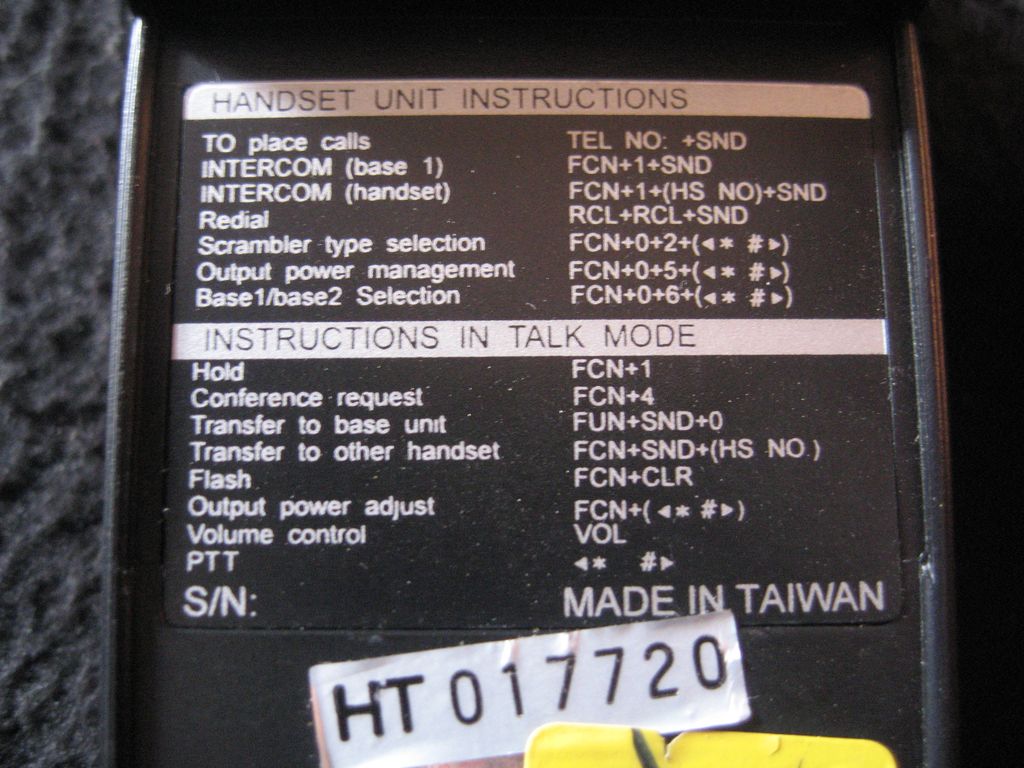 HANDSET UNIT INSTRUCTIONS
TO place calls TEL NO: +SND
INTERCOM (base 1) FCN+1+SND
INTERCOM (handset) FCN+1+(HS NO)+SND
Redial RCL+RCL+SND
Scrambler type selection FCN+0+2+(◂* #▸)
Output power management FCN+0+5+(◂* #▸)
Base1/base2 Selection FCN+0+6+(◂* #▸)
INSTRUCTIONS IN TALK MODE
Hold FCN+1
Conference request FCN+4
Transfer to base unit FUN+SND+0
Transfer to other handset FCN+SND+(HS NO.)
Flash FCN+CLR
Output power adjust FCN+(◂* #▸)
Volume control VOL
PTT ◂* #▸
S/N: MADE IN TAIWAN
HT 017720